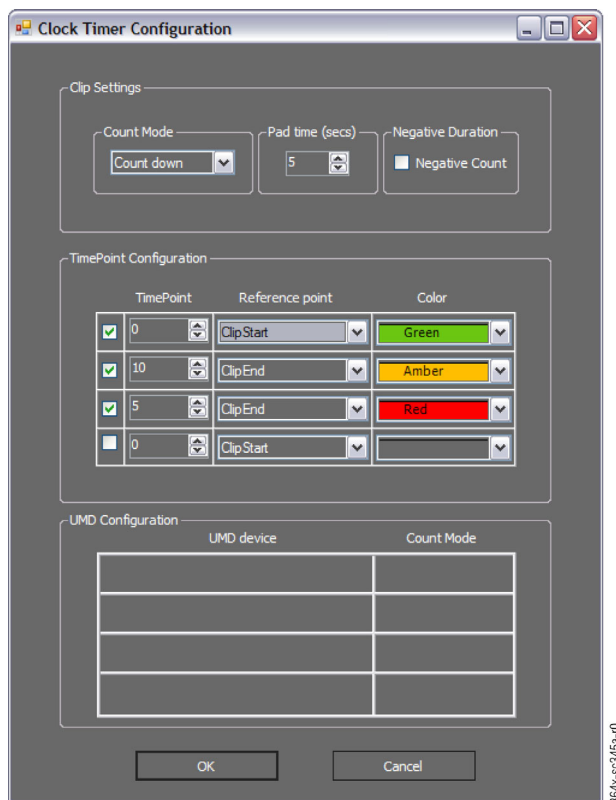 Clock Timer Configuration
Clip Settings
Count Mode
Pad time (secs)
Negative Duration
Count down
5
Negative Count
TimePoint Configuration
TimePoint Reference point Color
0 ClipStart Green
10 ClipEnd Amber
5 ClipEnd Red
0 ClipStart
UMD Configuration
UMD device Count Mode
OK Cancel